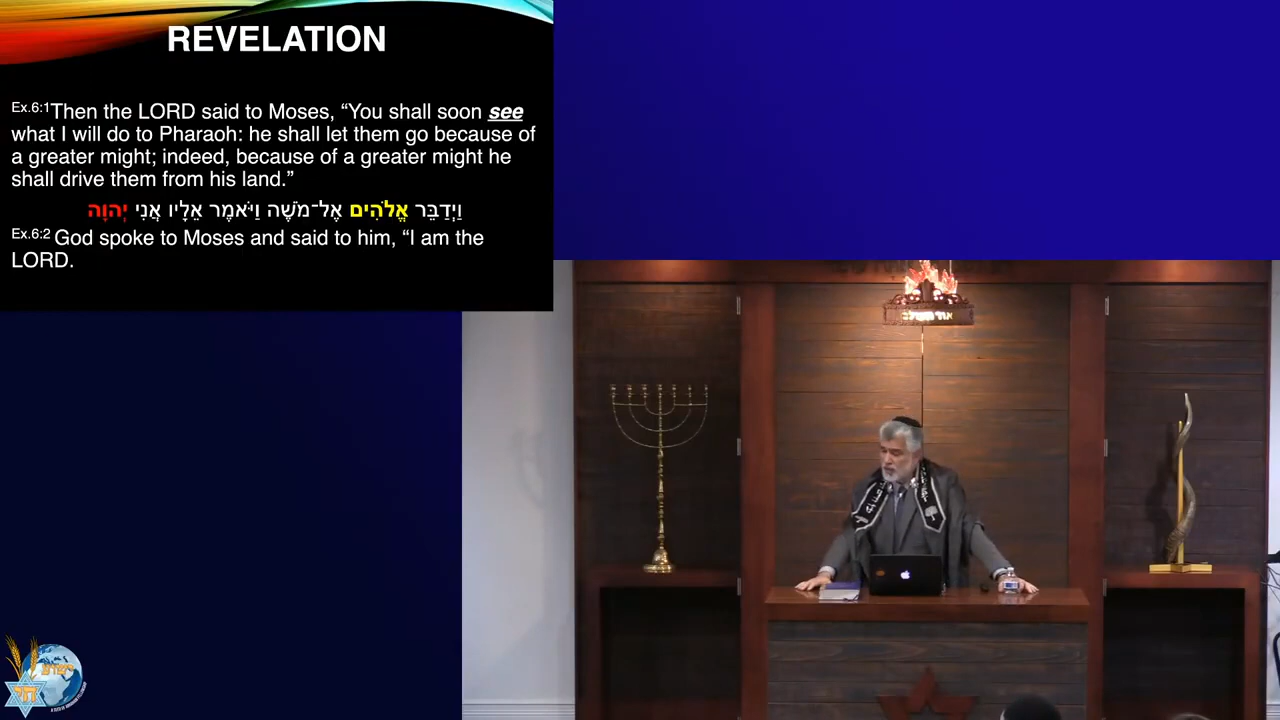 REVELATION
Ex.6:1Then the LORD said to Moses, “You shall soon see
what I will do to Pharaoh: he shall let them go because of
a greater might; indeed, because of a greater might he
shall drive them from his land.”
וַיְדַבֵּר אֱלֹהִים אֶל־מֹשֶׁה וַיֹּאמֶר אֵלָיו אֲנִי יְהוָה
Ex.6:2 God spoke to Moses and said to him, “I am the
LORD.
חי